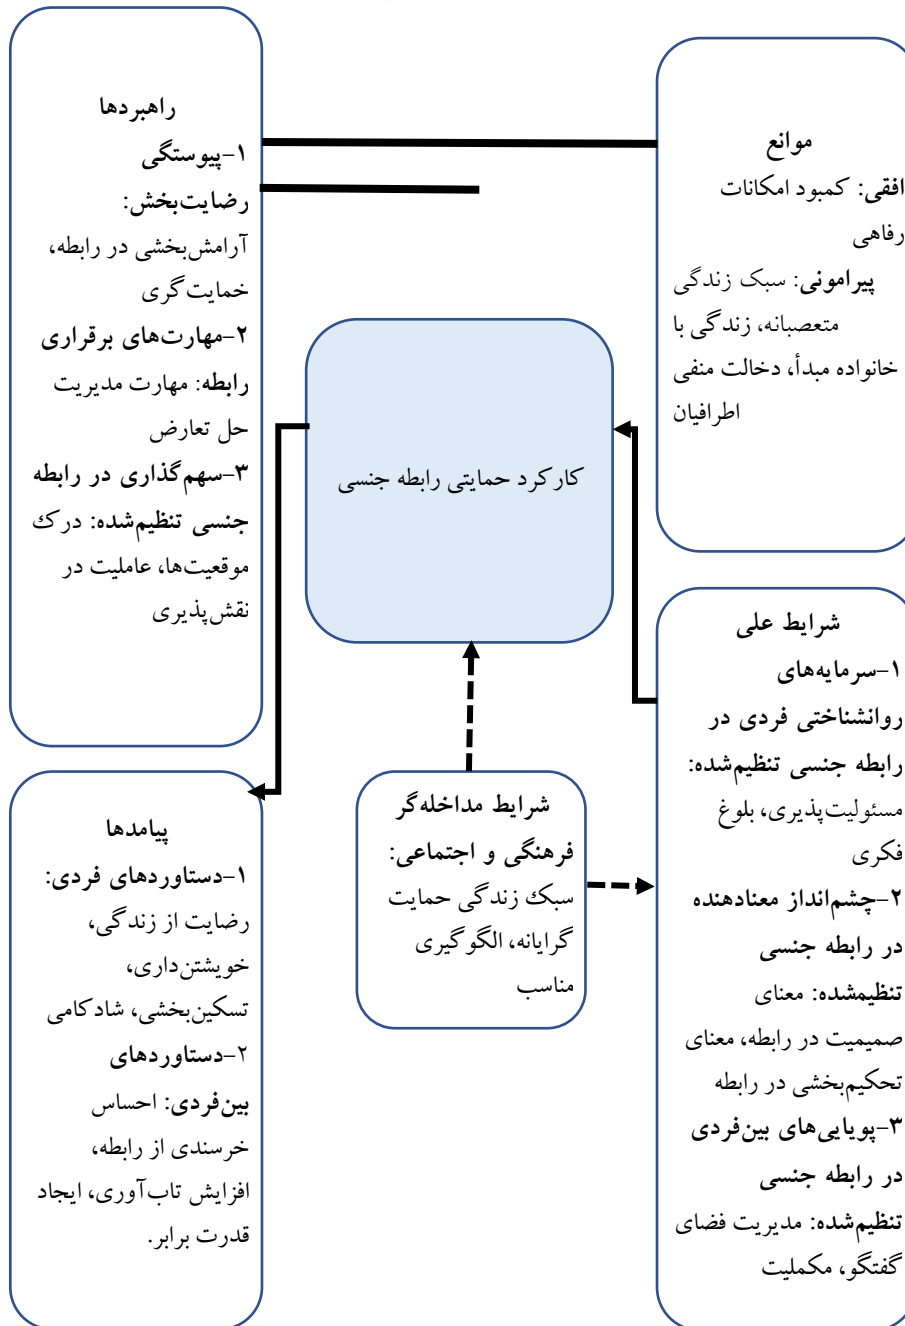 موانع
افقی: کمبود امکانات
رفاهی
پیرامونی: سبک زندگی
متعصبانه، زندگی با
خانواده مبدأ، دخالت منفی
اطرافیان
راهبردها
۱-پیوستگی
رضایت‌بخش:
آرامش‌بخشی در رابطه،
خمایت‌گری
۲-مهارت‌های برقراری
رابطه: مهارت مدیریت
حل تعارض
۳-سهم‌گذاری در رابطه
جنسی تنظیم‌شده: درک
موقعیت‌ها، عاملیت در
نقش‌پذیری
کارکرد حمایتی رابطه جنسی
شرایط علی
۱-سرمایه‌های
روانشناختی فردی در
رابطه جنسی تنظیم‌شده:
مسئولیت‌پذیری، بلوغ
فکری
۲-چشم‌انداز معنادهنده
در رابطه جنسی
تنظیمشده: معنای
صمیمیت در رابطه، معنای
تحکیم‌بخشی در رابطه
۳-پویایی‌های بین‌فردی
در رابطه جنسی
تنظیم‌شده: مدیریت فضای
گفتگو، مکملیت
شرایط مداخله‌گر
فرهنگی و اجتماعی:
سبک زندگی حمایت
گرایانه، الگوگیری
مناسب
پیامدها
۱-دستاوردهای فردی:
رضایت از زندگی،
خویشتن‌داری،
تسکین‌بخشی، شادکامی
۲-دستاوردهای
بین‌فردی: احساس
خرسندی از رابطه،
افزایش تاب‌آوری، ایجاد
قدرت برابر.